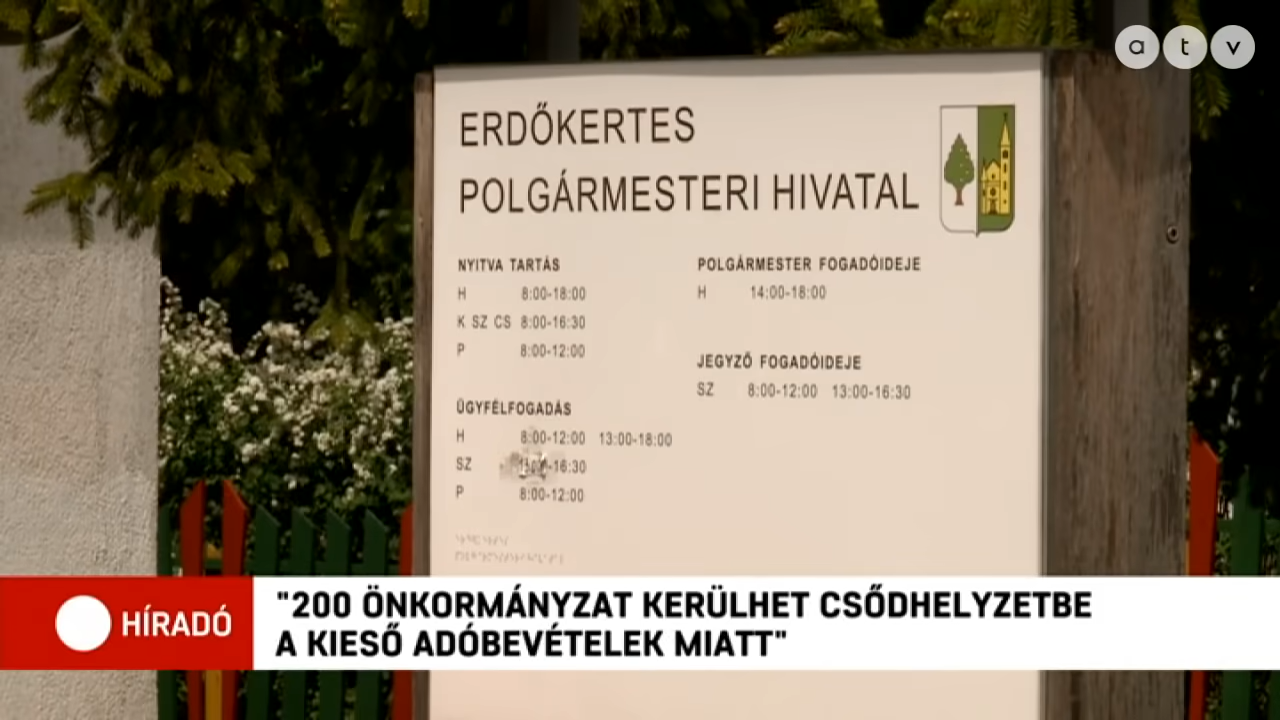 atv
ERDŐKERTES
POLGÁRMESTERI HIVATAL
NYITVA TARTÁS
H 8:00-18:00
K SZ CS 8:00-16:30
P 8:00-12:00
ÜGYFÉLFOGADÁS
H 8:00-12:00 13:00-18:00
SZ -16:30
P 8:00-12:00
POLGÁRMESTER FOGADÓIDEJE
H 14:00-18:00
JEGYZŐ FOGADÓIDEJE
SZ 8:00-12:00 13:00-16:30
HÍRADÓ
"200 ÖNKORMÁNYZAT KERÜLHET CSŐDHELYZETBE
A KIESŐ ADÓBEVÉTELEK MIATT"